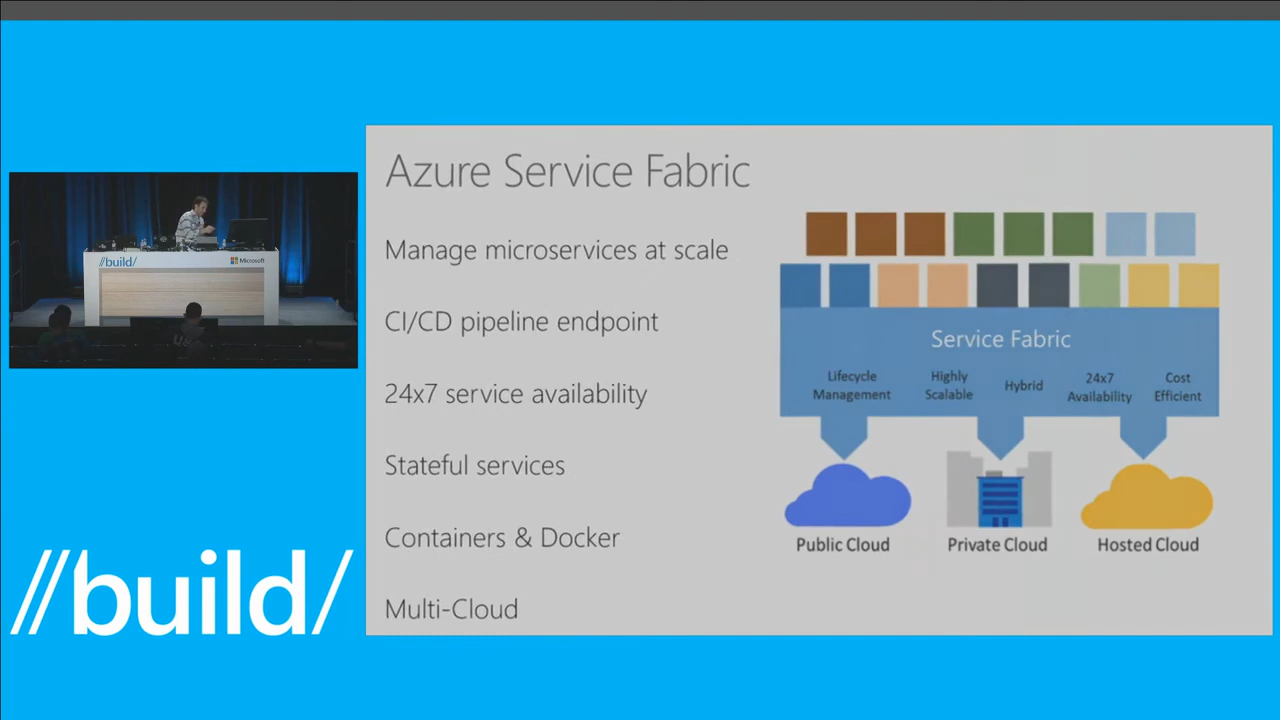 Azure Service Fabric
Manage microservices at scale
CI/CD pipeline endpoint
24x7 service availability
Stateful services
Containers & Docker
Multi-Cloud
Service Fabric
Lifecycle
Management
Highly
Scalable
Hybrid
24x7
Availability
Cost
Efficient
Public Cloud
Private Cloud
Hosted Cloud
//build/
Microsoft
//build/